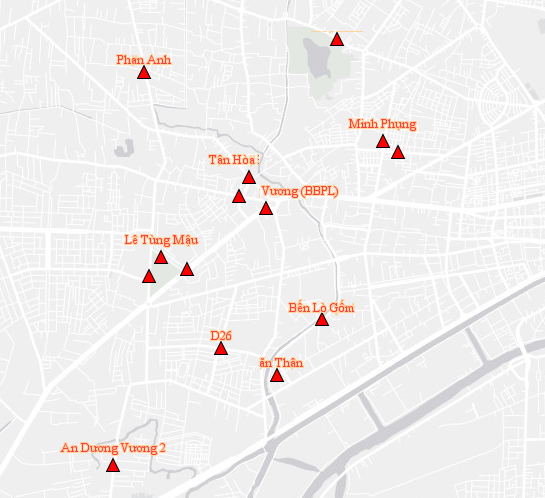 Phan Anh
Minh Phụng
Tân Hòa
Vương (BBPL)
Lê Tùng Mậu
Bến Lò Gốm
D26
ân Thân
An Dương Vương 2